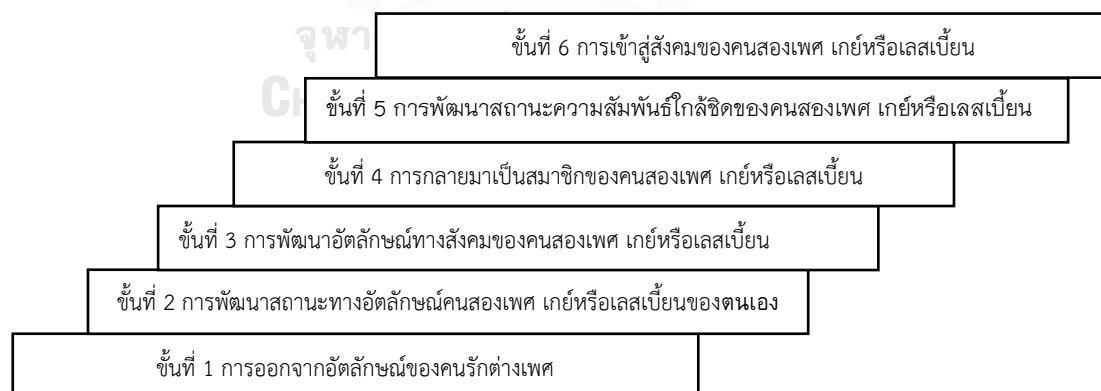 จุฬา
CH
ขั้นที่ 6 การเข้าสู่สังคมของคนสองเพศ เกย์หรือเลสเบี้ยน
ขั้นที่ 5 การพัฒนาสถานะความสัมพันธ์ใกล้ชิดของคนสองเพศ เกย์หรือเลสเบี้ยน
ขั้นที่ 4 การกลายมาเป็นสมาชิกของคนสองเพศ เกย์หรือเลสเบี้ยน
ขั้นที่ 3 การพัฒนาอัตลักษณ์ทางสังคมของคนสองเพศ เกย์หรือเลสเบี้ยน
ขั้นที่ 2 การพัฒนาสถานะทางอัตลักษณ์คนสองเพศ เกย์หรือเลสเบี้ยนของตนเอง
ขั้นที่ 1 การออกจากอัตลักษณ์ของคนรักต่างเพศ